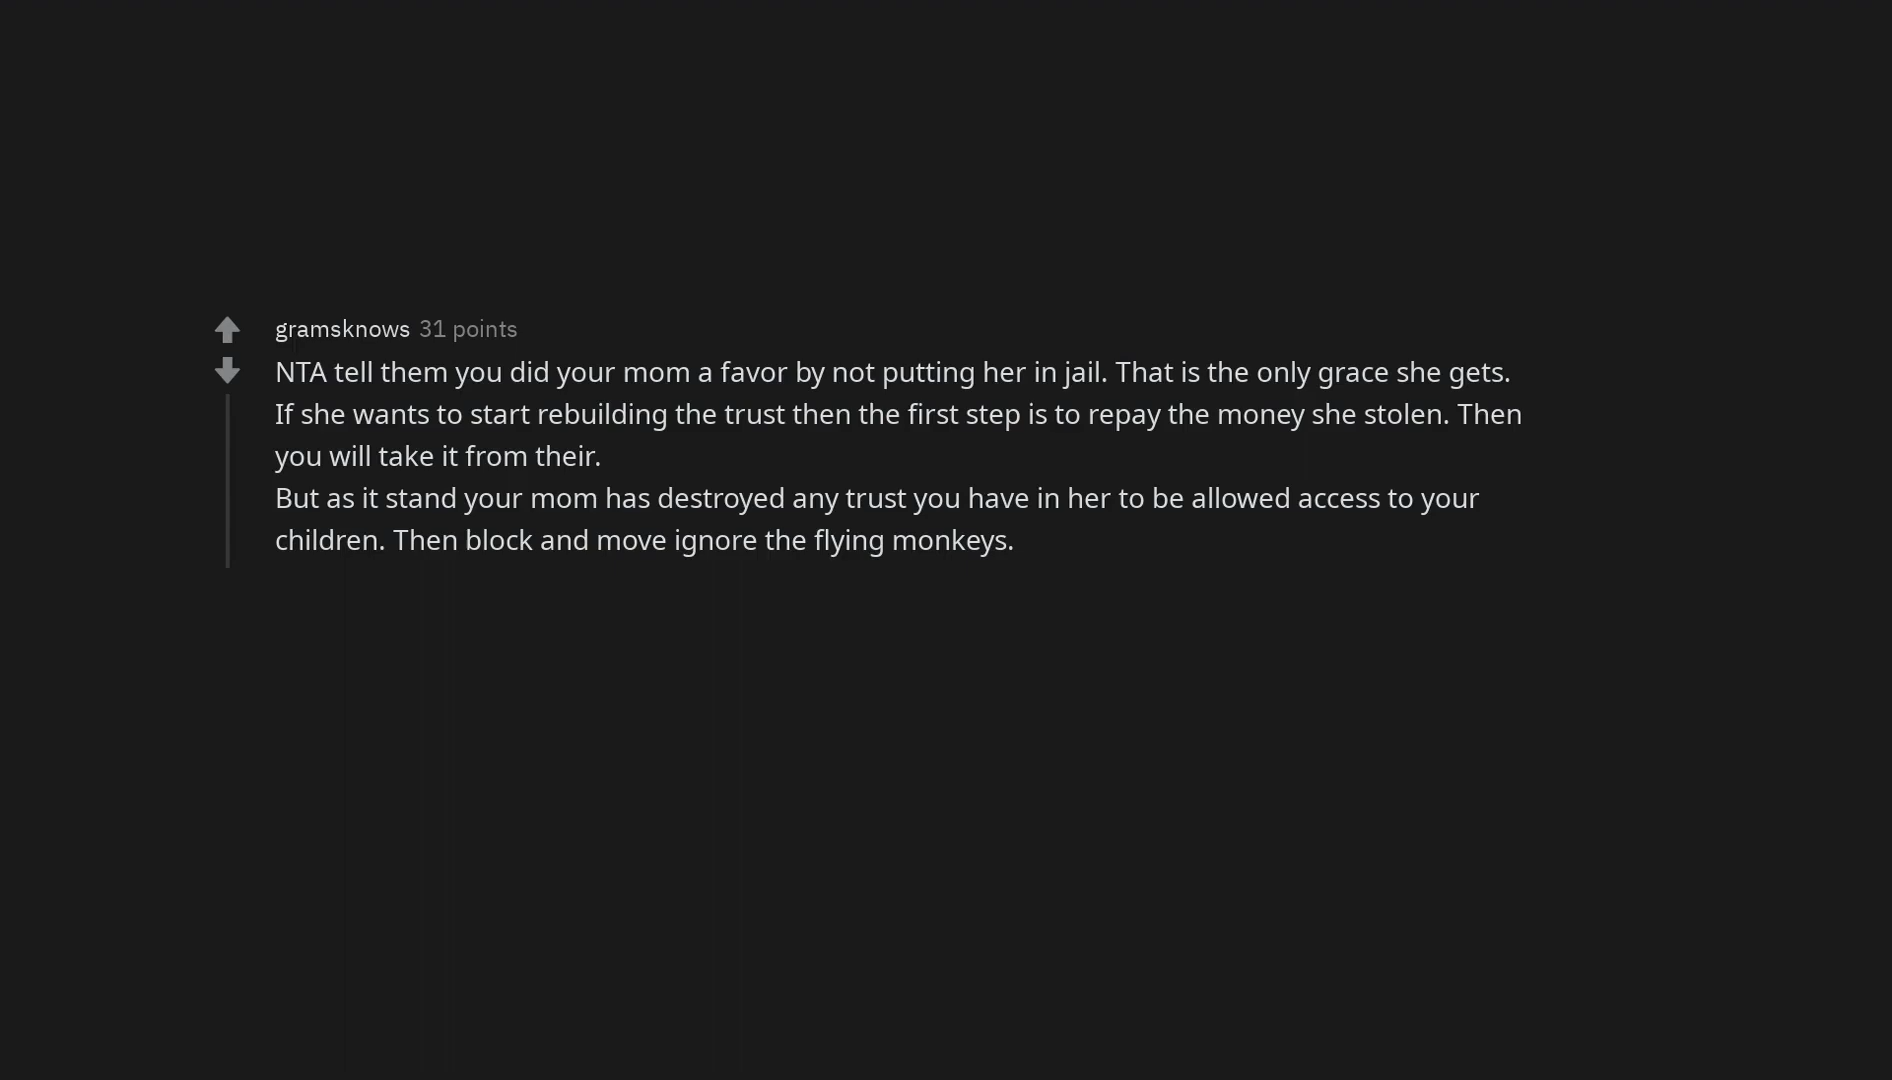 gramsknows 31 points
NTA tell them you did your mom a favor by not putting her in jail. That is the only grace she gets.
If she wants to start rebuilding the trust then the first step is to repay the money she stolen. Then
you will take it from their.
But as it stand your mom has destroyed any trust you have in her to be allowed access to your
children. Then block and move ignore the flying monkeys.